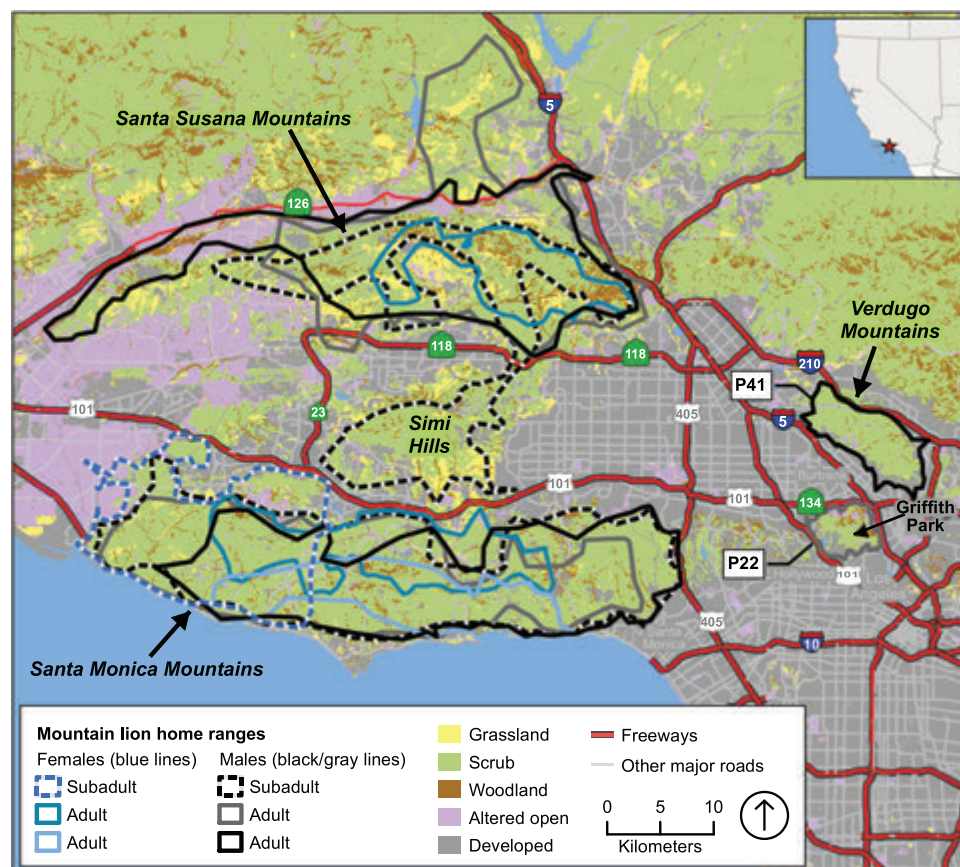 5
Santa Susana Mountains
126
Verdugo
Mountains
118
118
210
P41
23
101
405
5
Simi
Hills
101
101
134
Griffith
Park
P22
101
405
10
Santa Monica Mountains
Mountain lion home ranges
Females (blue lines)
Males (black/gray lines)
Subadult
Subadult
Adult
Adult
Adult
Adult
Grassland
Scrub
Woodland
Altered open
Developed
Freeways
Other major roads
0 5 10
Kilometers